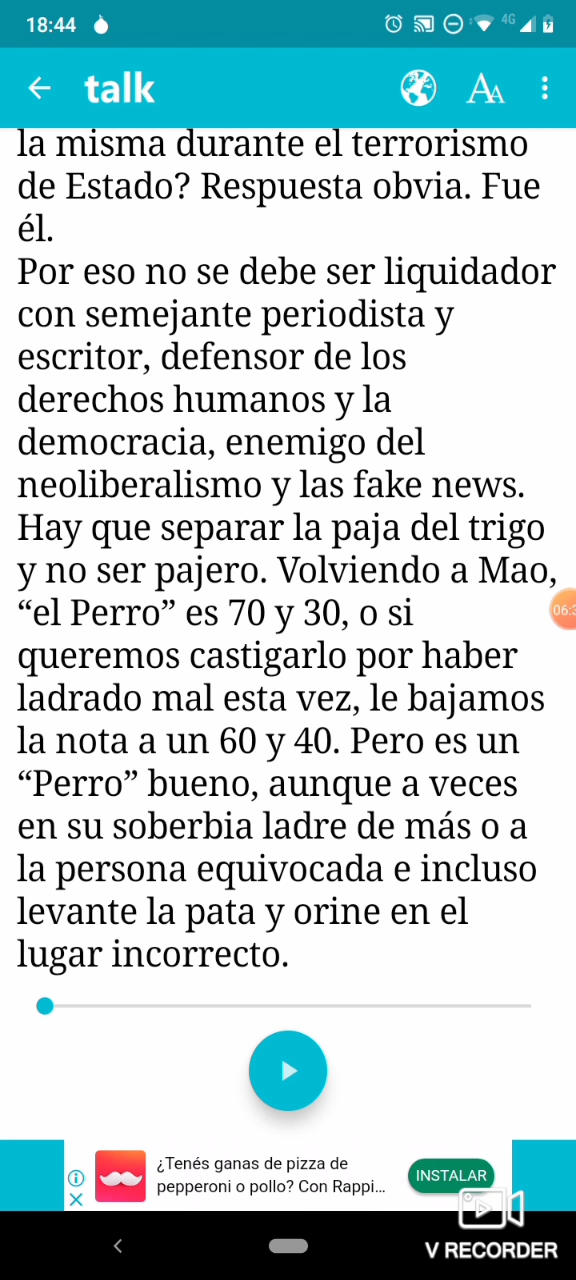 18:44
4G
talk
la misma durante el terrorismo
de Estado? Respuesta obvia. Fue
él.
Por eso no se debe ser liquidador
con semejante periodista y
escritor, defensor de los
derechos humanos y la
democracia, enemigo del
neoliberalismo y las fake news.
Hay que separar la paja del trigo
y no ser pajero. Volviendo a Mao,
“el Perro” es 70 y 30, o si
queremos castigarlo por haber
ladrado mal esta vez, le bajamos
la nota a un 60 y 40. Pero es un
“Perro” bueno, aunque a veces
en su soberbia ladre de más o a
la persona equivocada e incluso
levante la pata y orine en el
lugar incorrecto.
¿Tenés ganas de pizza de
pepperoni o pollo? Con Rappi...
INSTALAR
V RECORDER